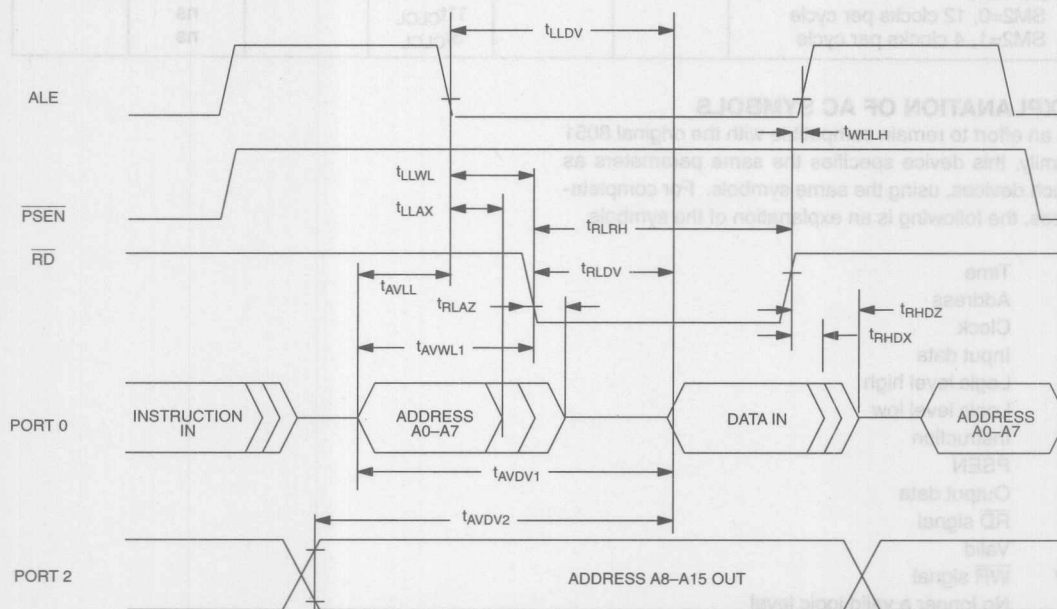 SM2=0, 12 clocks per cycle
ns
SM2=1, 4 clocks per cycle
ns
EXPLANATION OF AC SYMBOLS
an effort to remain compatible with the original 8051
family, this device specifies the same parameters as
such devices, using the same symbols. For complete-
ness, the following is an explanation of the symbols.
Time
Address
Clock
Input data
Logic level high
Logic level low
Instruction
PSEN
Output data
RD signal
Valid
WR signal
No longer a valid logic level
tLLDV
ALE
tWHLH
tLLWL
tLLAX
PSEN
tRLRH
RD
tRLDV
tAVLL
tRLAZ
tRHDZ
tRHDX
tAVWL1
PORT 0
INSTRUCTION
IN
ADDRESS
A0–A7
DATA IN
ADDRESS
A0–A7
tAVDV1
tAVDV2
PORT 2
ADDRESS A8–A15 OUT